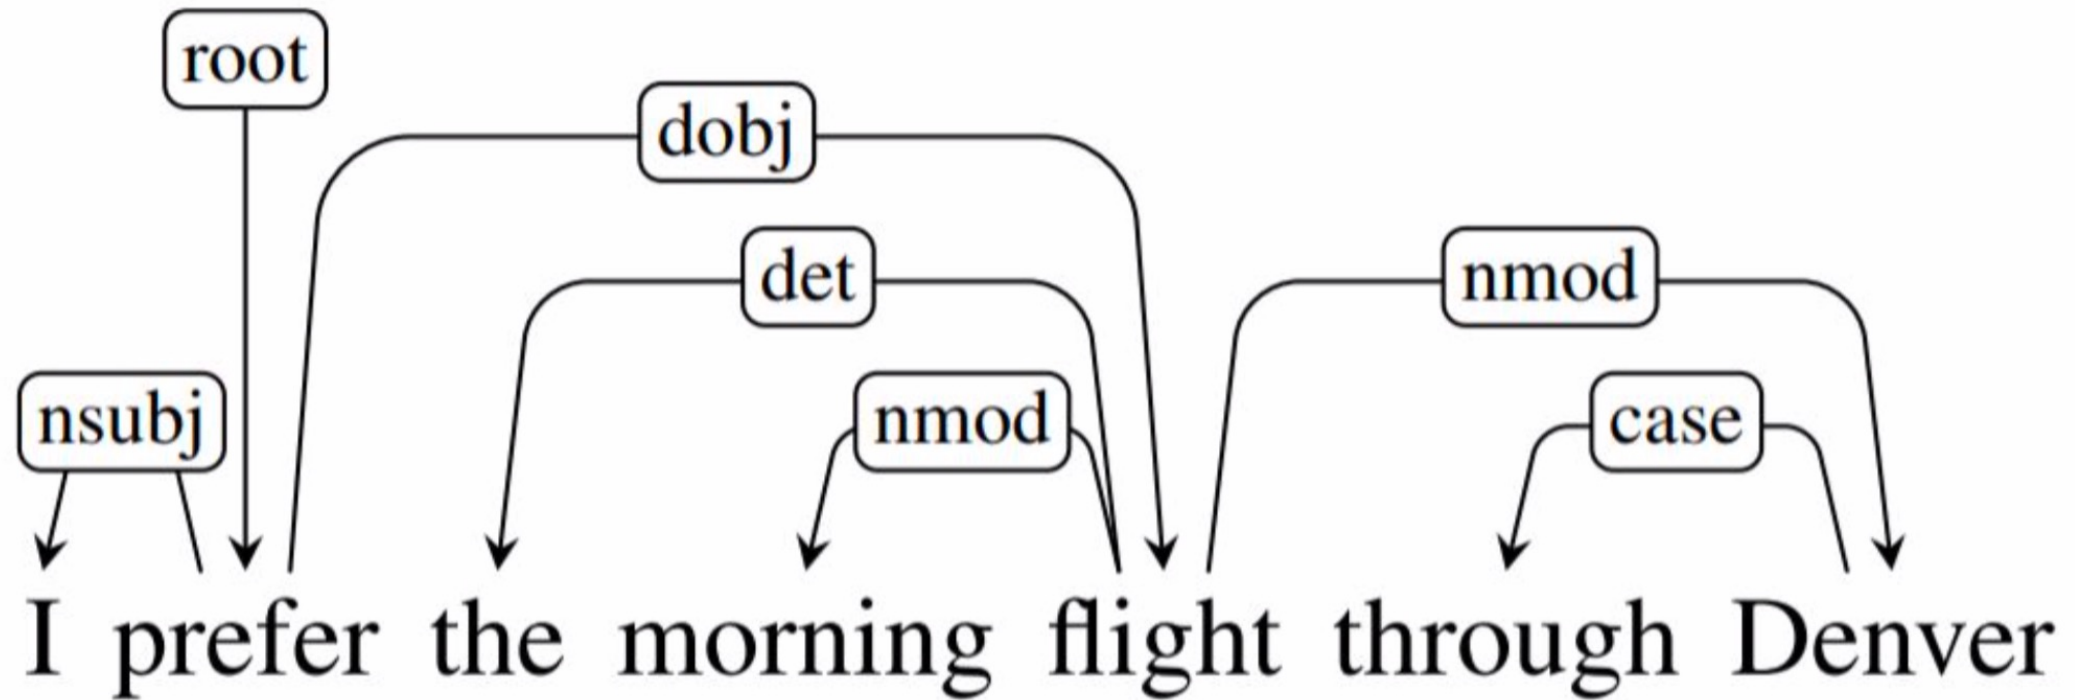 root
dobj
det nmod
nsubj nmod case
I prefer the morning flight through Denver